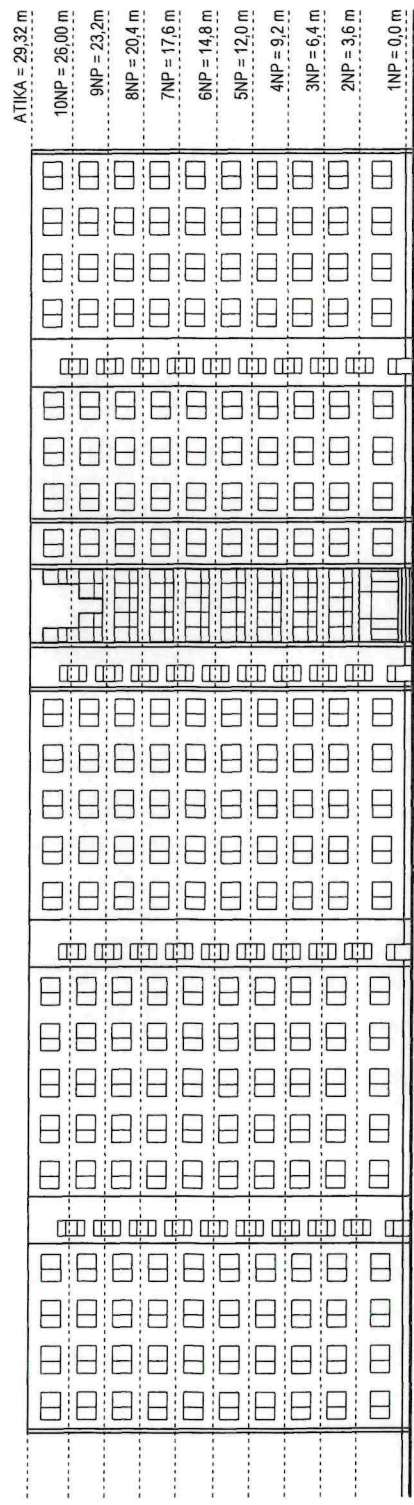 ATIKA = 29,32 m
10NP = 26,00 m
9NP = 23,2m
8NP = 20,4 m
7NP = 17,6 m
6NP = 14,8 m
5NP = 12,0 m
4NP = 9,2 m
3NP = 6,4 m
2NP = 3,6 m
1NP = 0,0 m